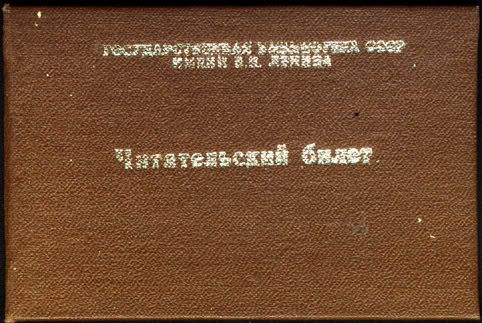 ГОСУДАРСТВЕННАЯ БИБЛИОТЕКА СССР
ИМЕНИ В.И. ЛЕНИНА
Читательский билет